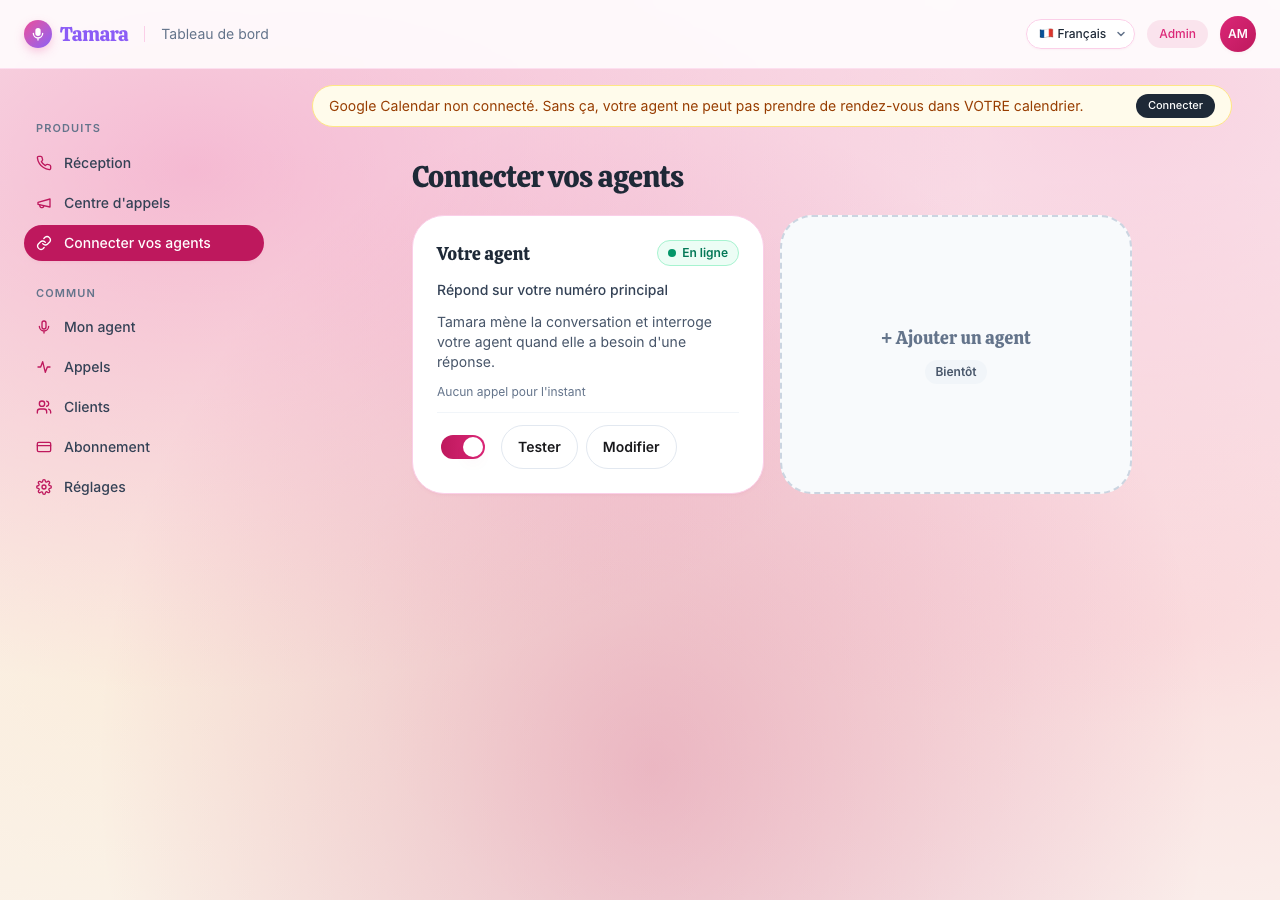 Tamara
Tableau de bord
Français
Admin
AM
Google Calendar non connecté. Sans ça, votre agent ne peut pas prendre de rendez-vous dans VOTRE calendrier.
Connecter
PRODUITS
Réception
Centre d'appels
Connecter vos agents
COMMUN
Mon agent
Appels
Clients
Abonnement
Réglages
Connecter vos agents
Votre agent
En ligne
Répond sur votre numéro principal
Tamara mène la conversation et interroge
votre agent quand elle a besoin d'une
réponse.
Aucun appel pour l'instant
Tester
Modifier
+ Ajouter un agent
Bientôt